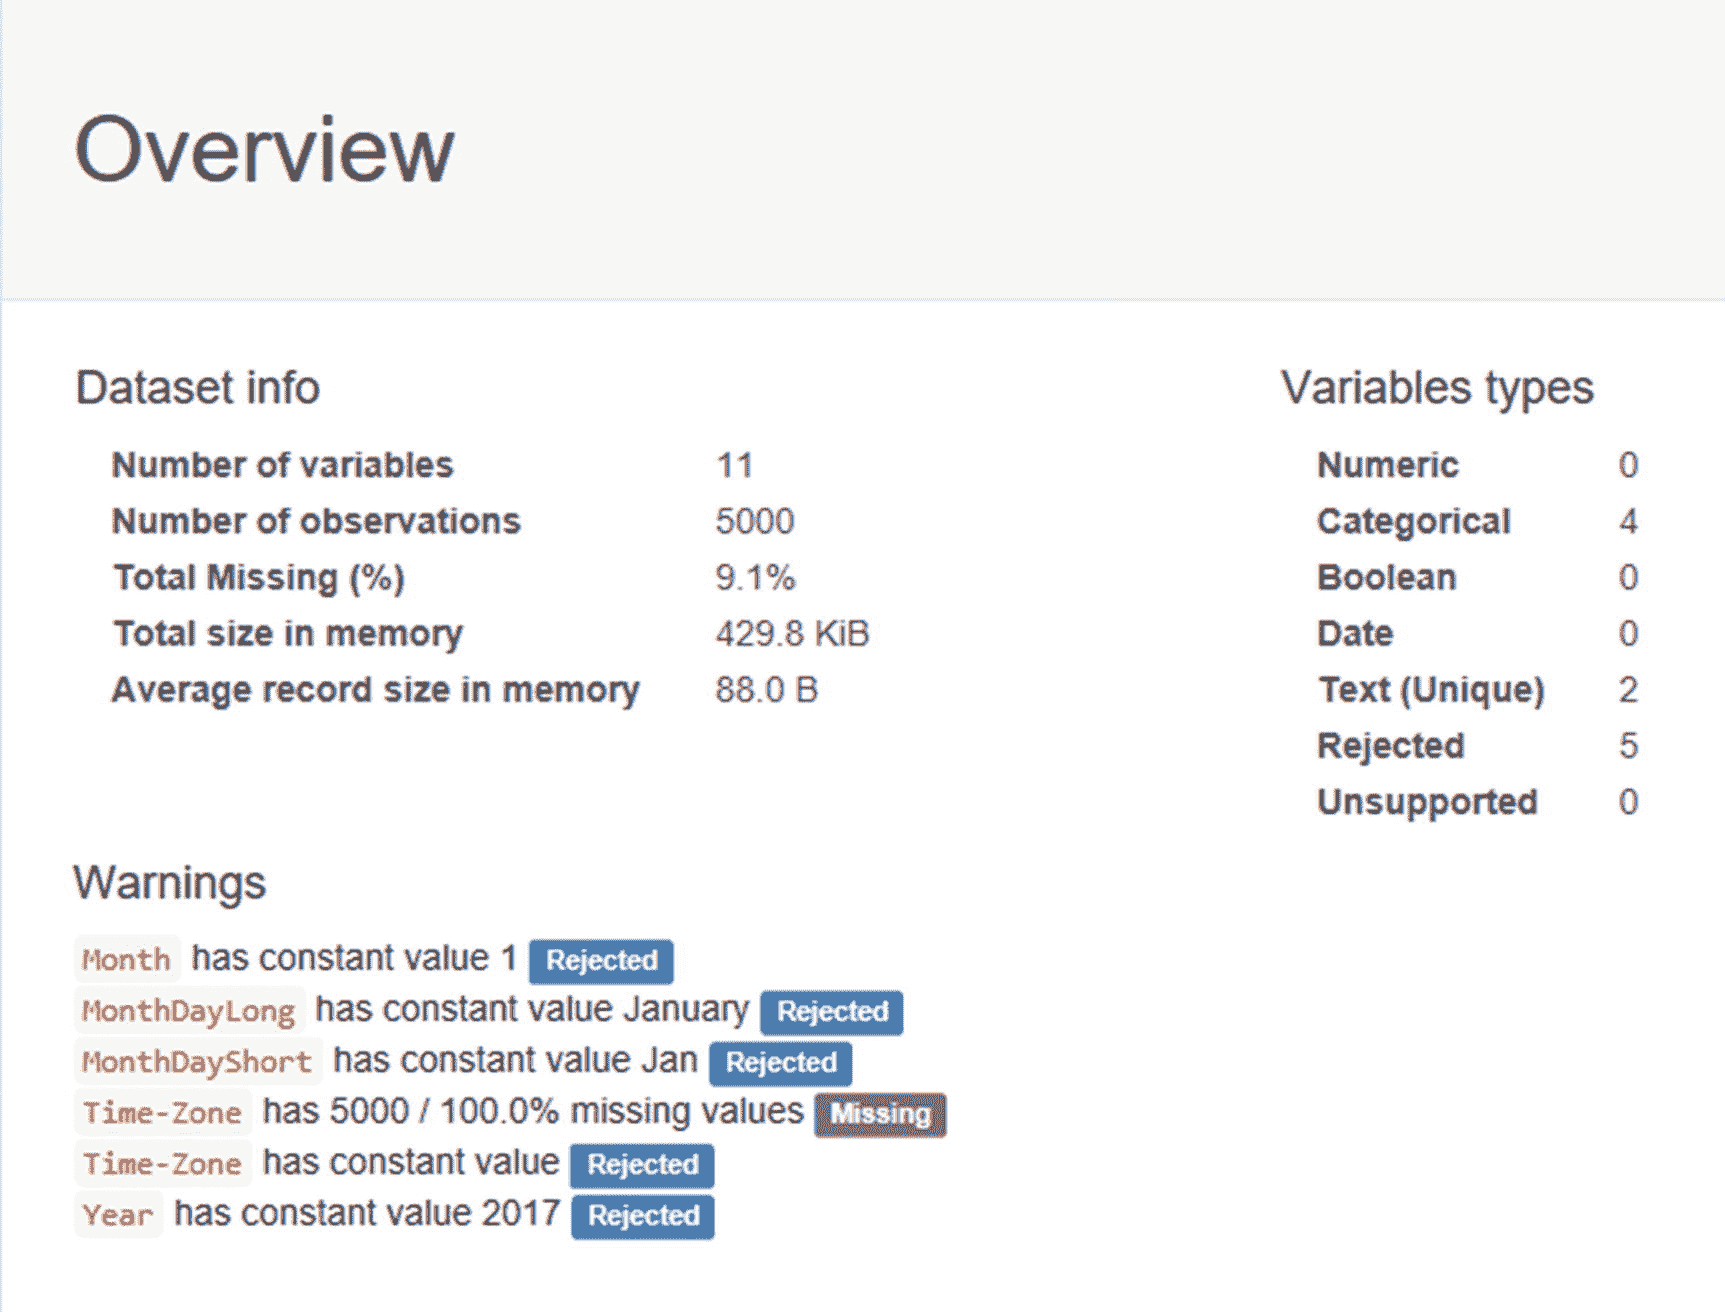 Overview
Dataset info
Number of variables 11
Number of observations 5000
Total Missing (%) 9.1%
Total size in memory 429.8 KiB
Average record size in memory 88.0 B
Variables types
Numeric 0
Categorical 4
Boolean 0
Date 0
Text (Unique) 2
Rejected 5
Unsupported 0
Warnings
Month has constant value 1 Rejected
MonthDayLong has constant value January Rejected
MonthDayShort has constant value Jan Rejected
Time-Zone has 5000 / 100.0% missing values Missing
Time-Zone has constant value Rejected
Year has constant value 2017 Rejected